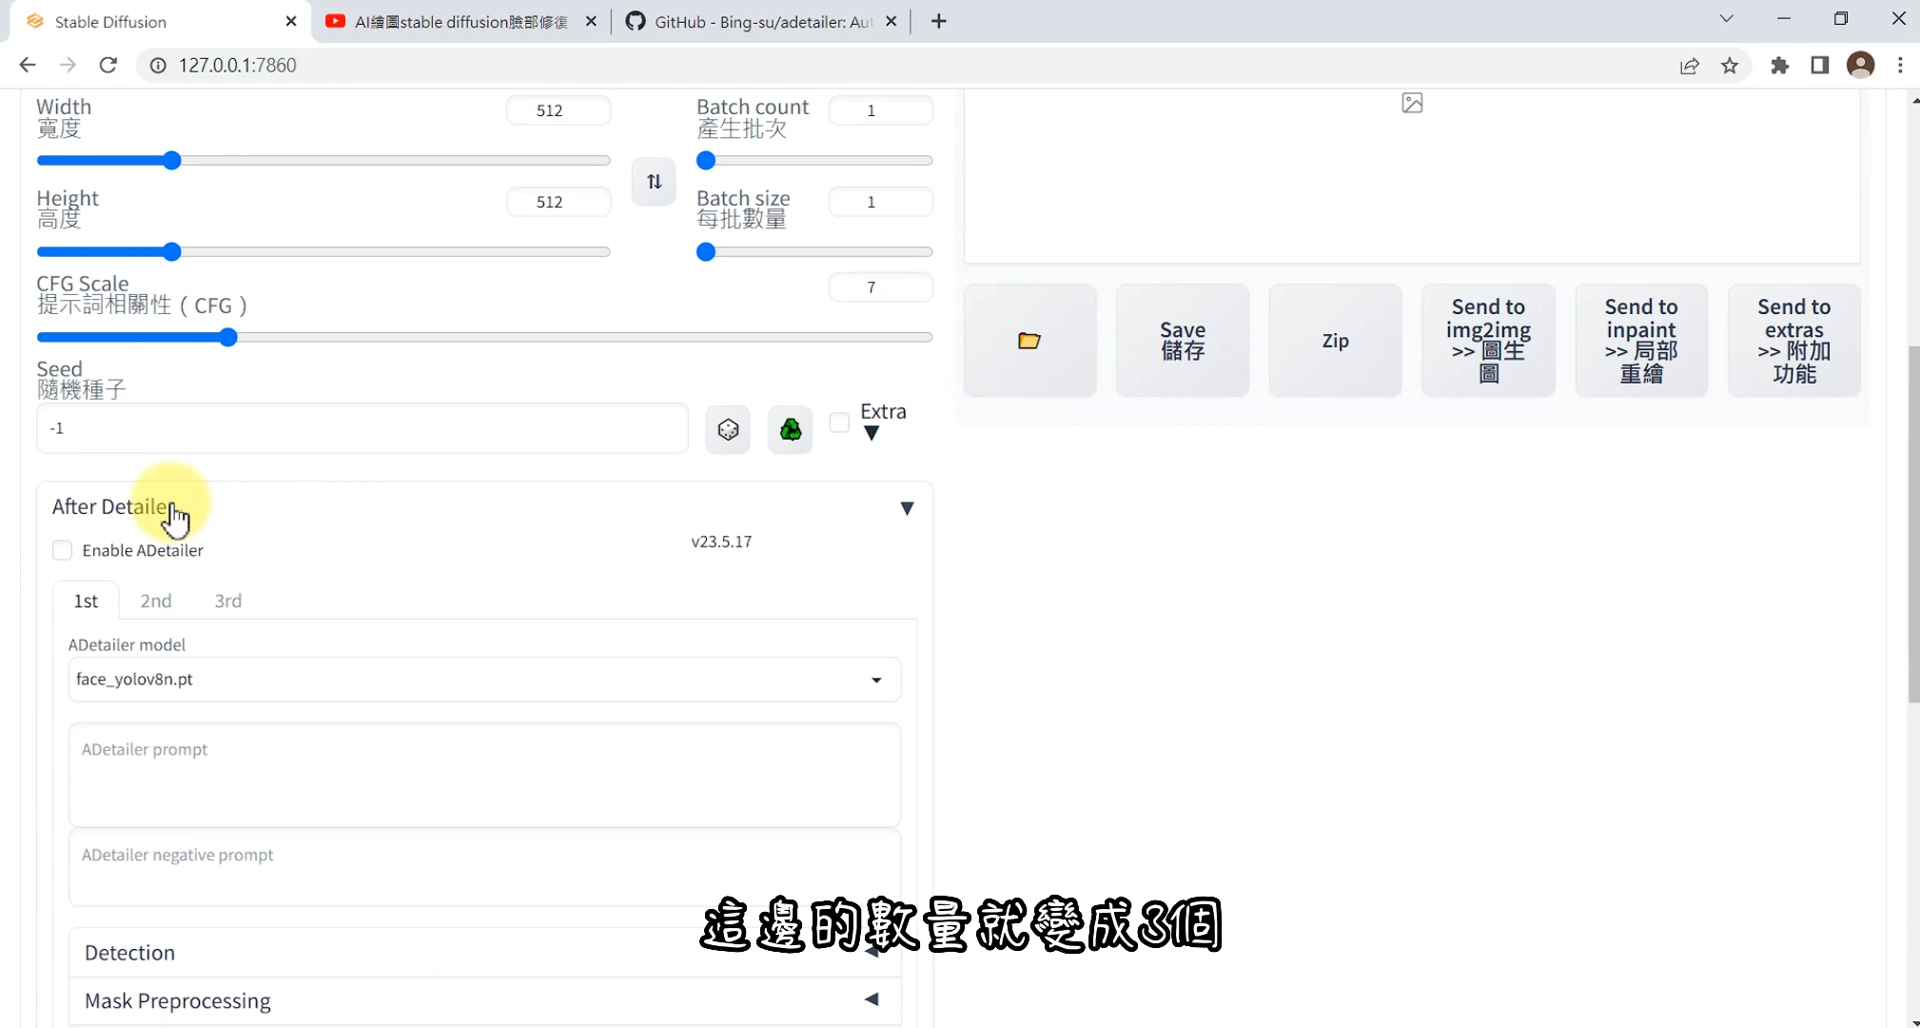 Stable Diffusion
AI繪圖stable diffusion臉部修復
GitHub - Bing-su/adetailer: Aut
127.0.0.1:7860
Width
寬度
512
Batch count
產生批次
1
Height
高度
512
Batch size
每批數量
1
CFG Scale
提示詞相關性 ( CFG )
7
Seed
隨機種子
-1
Extra
Save
儲存
Zip
Send to
img2img
>> 圖生
圖
Send to
inpaint
>> 局部
重繪
Send to
extras
>> 附加
功能
After Detailer
Enable ADetailer
v23.5.17
1st
2nd
3rd
ADetailer model
face_yolov8n.pt
ADetailer prompt
ADetailer negative prompt
這邊的數量就變成3個
Detection
Mask Preprocessing